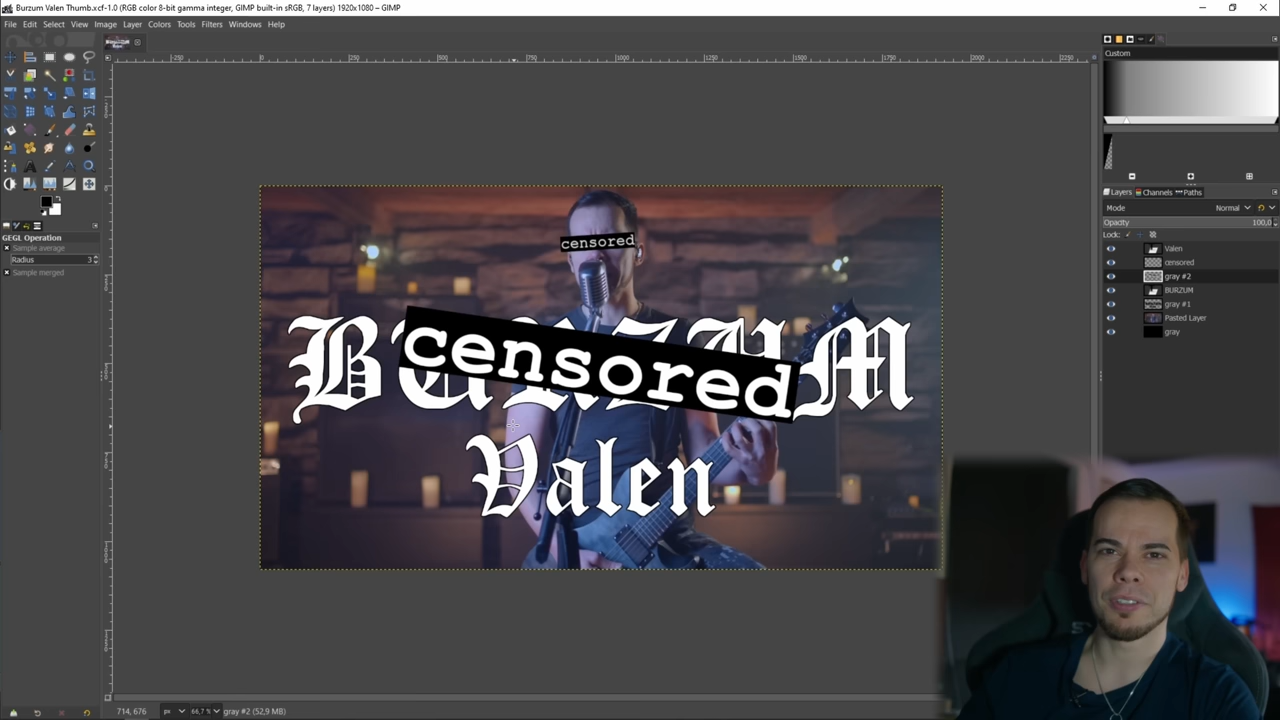 Burzum Valen Thumb.xcf-1.0 (RGB color 8-bit gamma integer, GIMP built-in sRGB, 7 layers) 1920x1080 – GIMP
File Edit Select View Image Layer Colors Tools Filters Windows Help
Custom
GEGL Operation
Sample average
Radius 3
Sample merged
censored
BURZUM
censored
Valen
Layers Channels Paths
Mode Normal
Opacity 100,0
Lock:
Valen
censored
gray #2
BURZUM
gray #1
Pasted Layer
gray
714, 676 px 66,7 % gray #2 (52,9 MB)